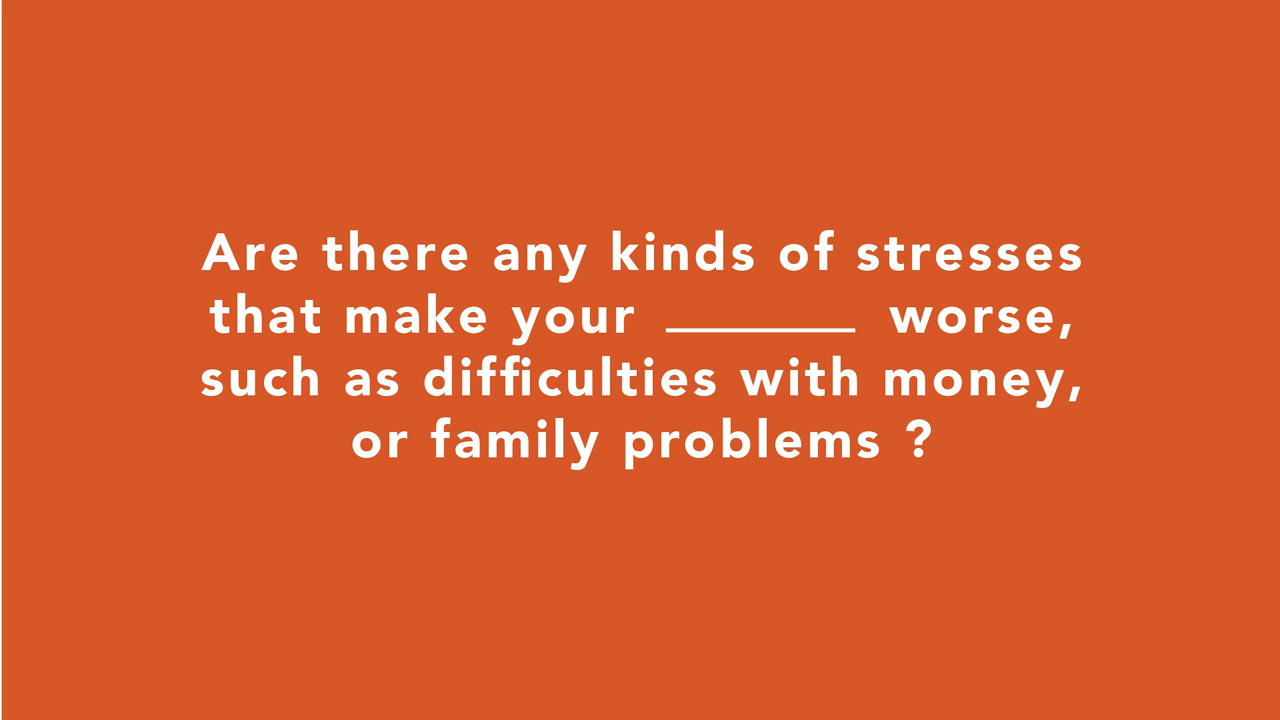 Are there any kinds of stresses
that make your ______ worse,
such as difficulties with money,
or family problems ?